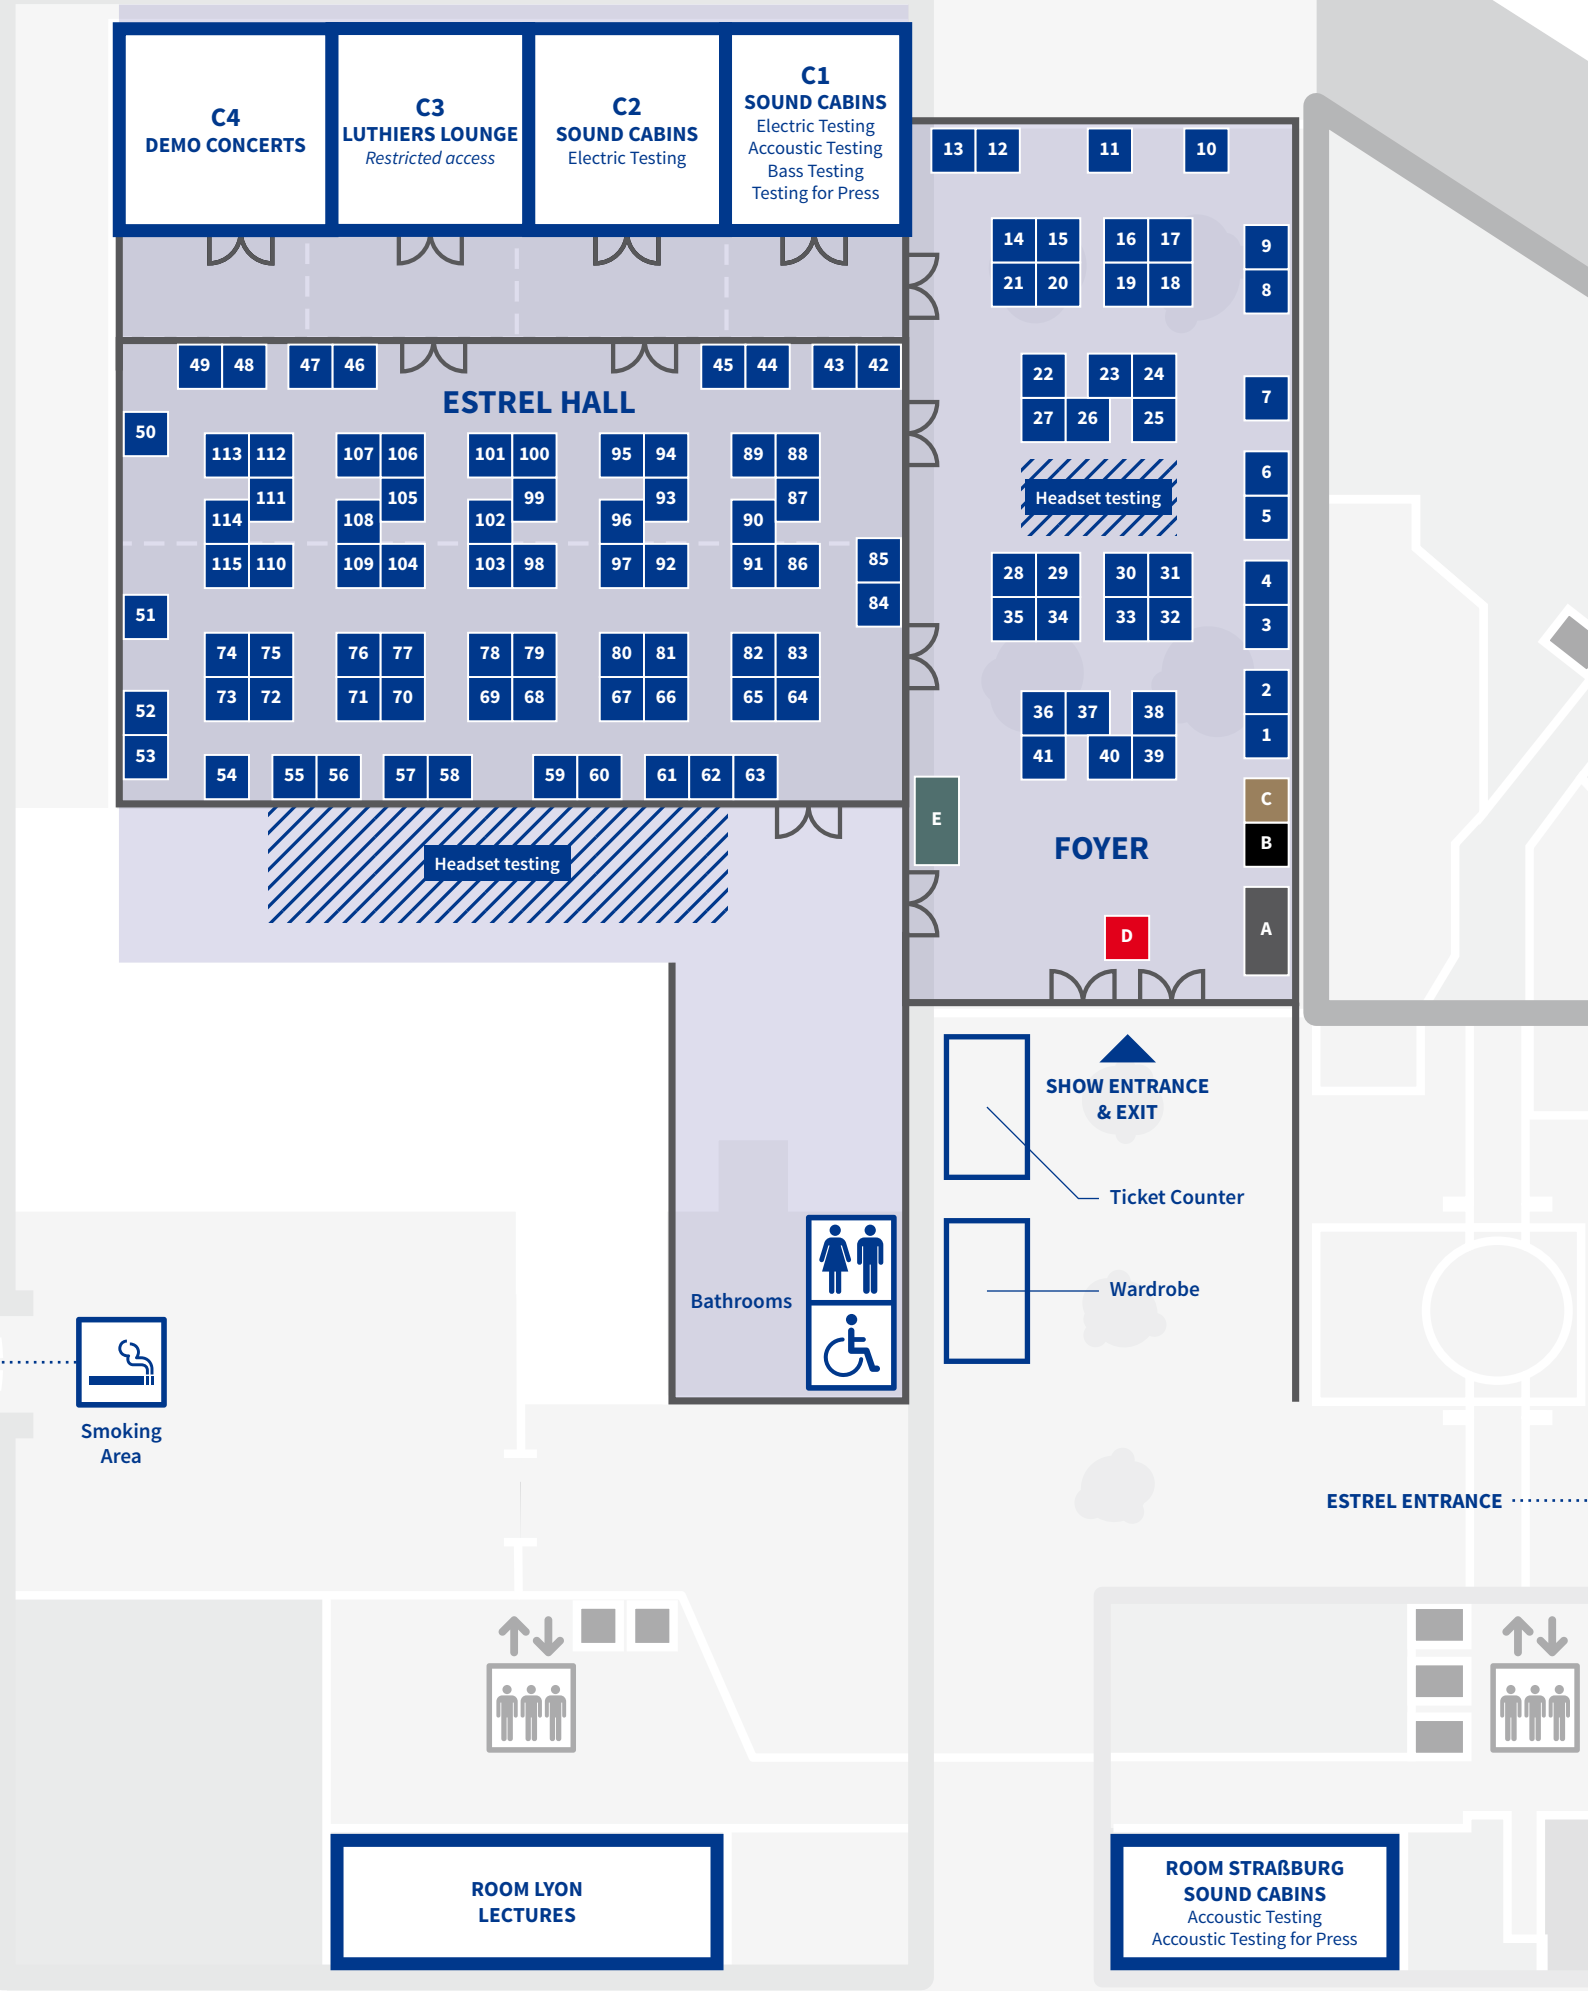 C4
DEMO CONCERTS
C3
LUTHIERS LOUNGE
Restricted access
C2
SOUND CABINS
Electric Testing
C1
SOUND CABINS
Electric Testing
Accoustic Testing
Bass Testing
Testing for Press
13 12 11 10
14 15 16 17
21 20 19 18
9
8
22 23 24
27 26 25
7
Headset testing
6
5
28 29 30 31
35 34 33 32
4
3
36 37 38
41 40 39
2
1
C
B
A
E
FOYER
D
49 48 47 46 45 44 43 42
ESTREL HALL
50
113 112 107 106 101 100 95 94 89 88
111 105 99 93 87
114 108 102 96 90
115 110 109 104 103 98 97 92 91 86
85
84
51
74 75 76 77 78 79 80 81 82 83
73 72 71 70 69 68 67 66 65 64
52
53
54 55 56 57 58 59 60 61 62 63
Headset testing
SHOW ENTRANCE
& EXIT
Ticket Counter
Wardrobe
Bathrooms
Smoking
Area
ESTREL ENTRANCE
ROOM LYON
LECTURES
ROOM STRAßBURG
SOUND CABINS
Accoustic Testing
Accoustic Testing for Press